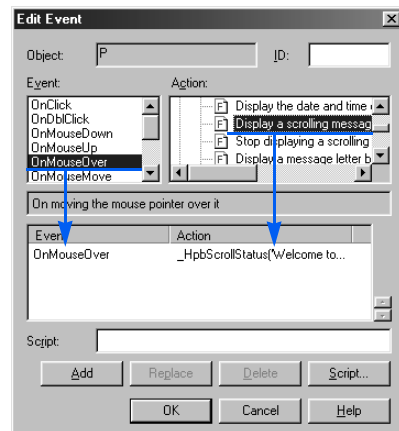 Edit Event
Object: P ID:
Event: Action:
OnClick
OnDblClick
OnMouseDown
OnMouseUp
OnMouseOver
OnMouseMove
Display the date and time
Display a scrolling messag
Stop displaying a scrolling
Display a message letter b
On moving the mouse pointer over it
Event Action
OnMouseOver _HpbScrollStatus('Welcome to...
Script:
Add Replace Delete Script...
OK Cancel Help